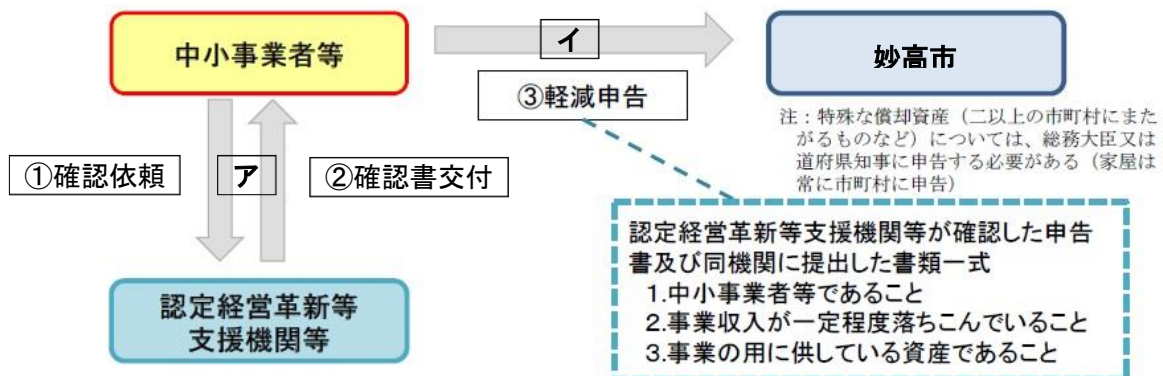 中小事業者等
イ
妙高市
③軽減申告
注：特殊な償却資産（二以上の市町村にまた
がるものなど）については、総務大臣又は
道府県知事に申告する必要がある（家屋は
常に市町村に申告）
①確認依頼
ア
②確認書交付
認定経営革新等
支援機関等
認定経営革新等支援機関等が確認した申告
書及び同機関に提出した書類一式
1.中小事業者等であること
2.事業収入が一定程度落ちこんでいること
3.事業の用に供している資産であること